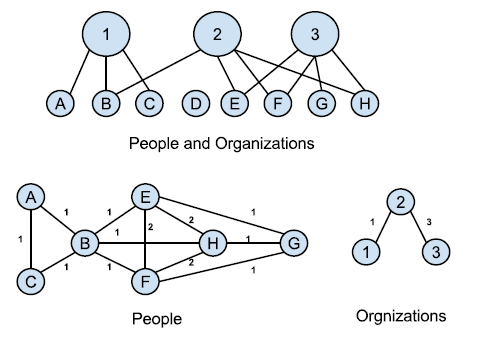 1 2 3
A B C D E F G H
People and Organizations
A E 2
1 1 1 2 1 1 3
1 B 1 2 H 1 G 1 3
1 1 2 1
C F
Orgnizations
People